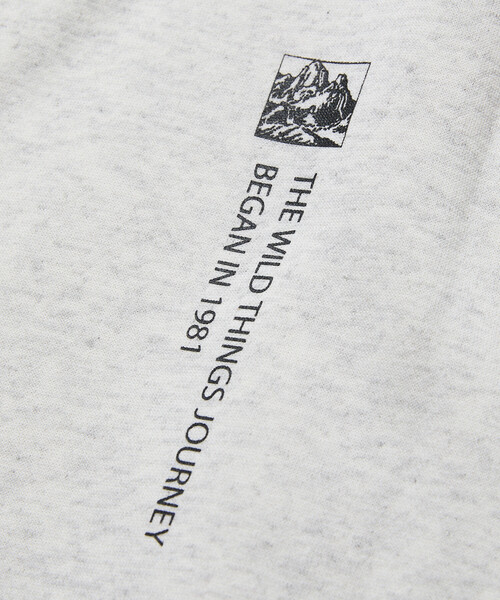 THE WILD THINGS JOURNEY
BEGAN IN 1981